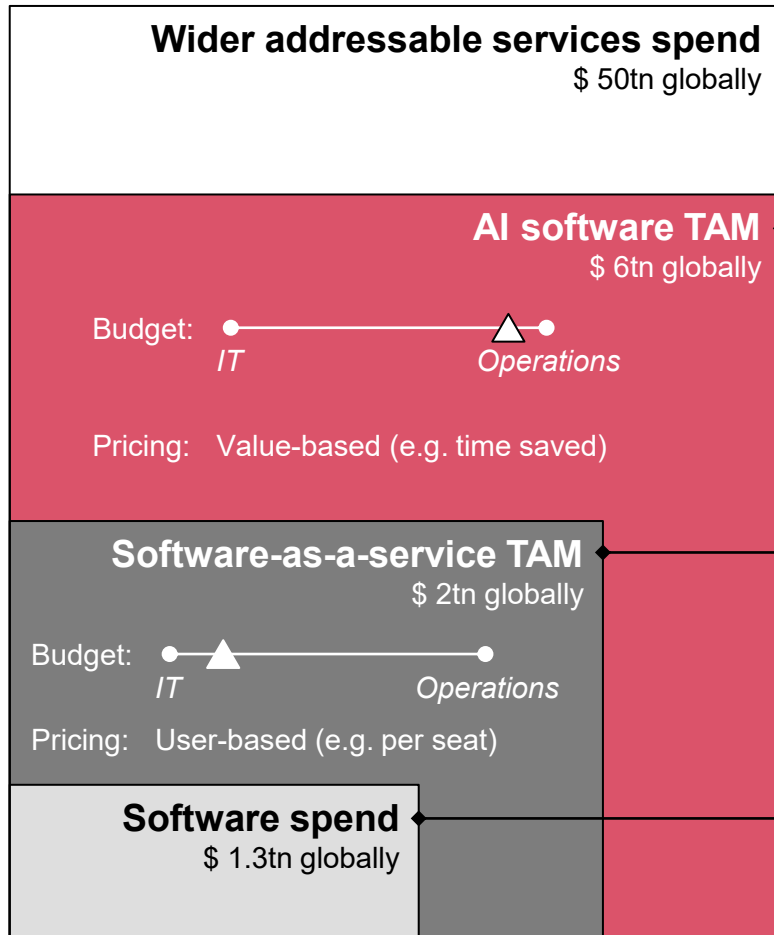 Wider addressable services spend
$ 50tn globally
AI software TAM
$ 6tn globally
Budget:
IT
Operations
Pricing: Value-based (e.g. time saved)
Software-as-a-service TAM
$ 2tn globally
Budget:
IT
Operations
Pricing: User-based (e.g. per seat)
Software spend
$ 1.3tn globally